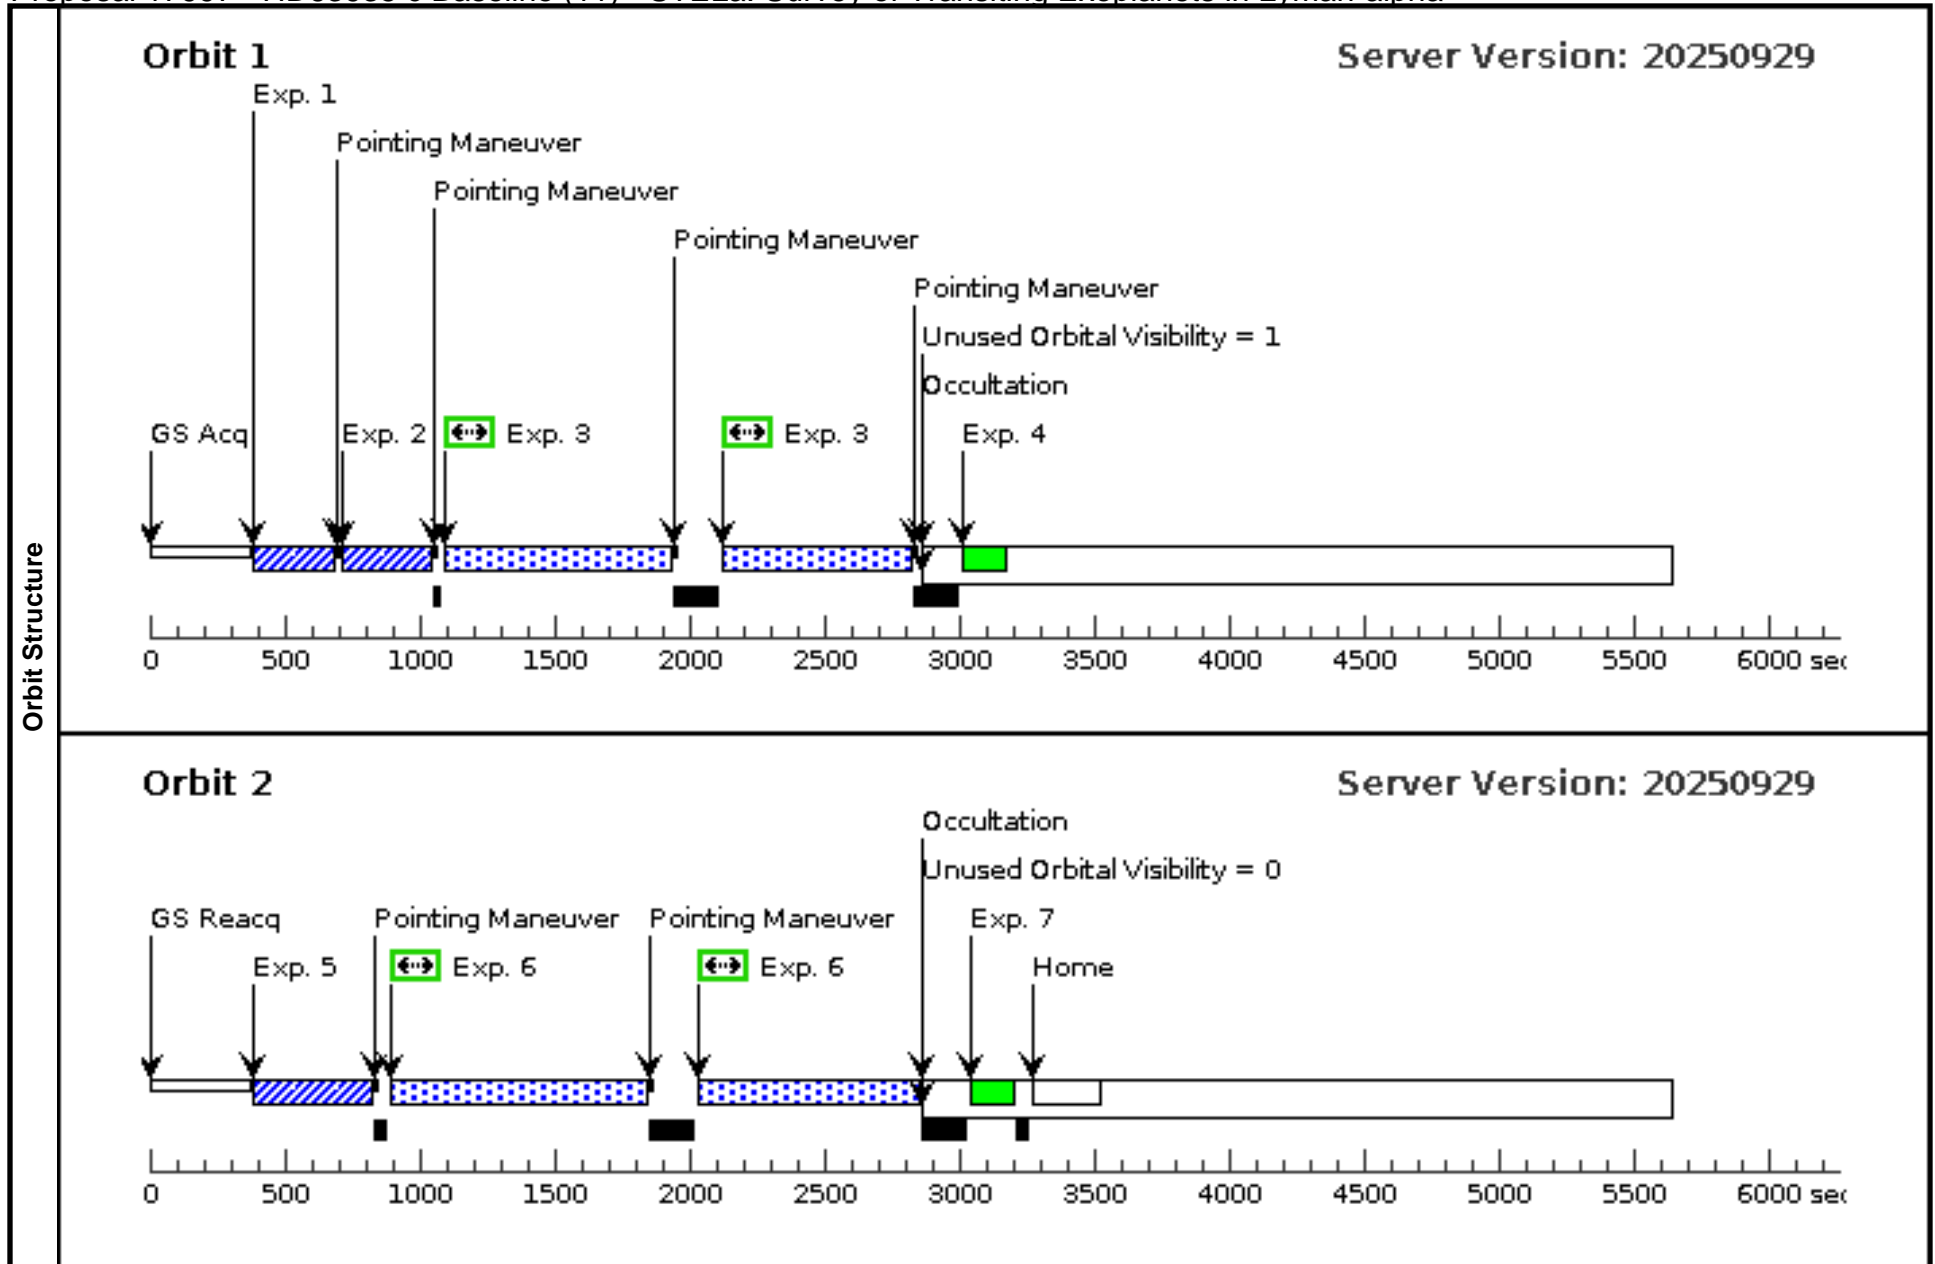 Orbit Structure
Orbit 1
Server Version: 20250929
Exp. 1
Pointing Maneuver
Pointing Maneuver
Pointing Maneuver
Pointing Maneuver
Unused Orbital Visibility = 1
Occultation
GS Acq
Exp. 2
Exp. 3
Exp. 3
Exp. 4
0 500 1000 1500 2000 2500 3000 3500 4000 4500 5000 5500 6000
Orbit 2
Server Version: 20250929
Occultation
Unused Orbital Visibility = 0
GS Reacq
Pointing Maneuver
Pointing Maneuver
Exp. 7
Exp. 5
Exp. 6
Exp. 6
Home
0 500 1000 1500 2000 2500 3000 3500 4000 4500 5000 5500 6000